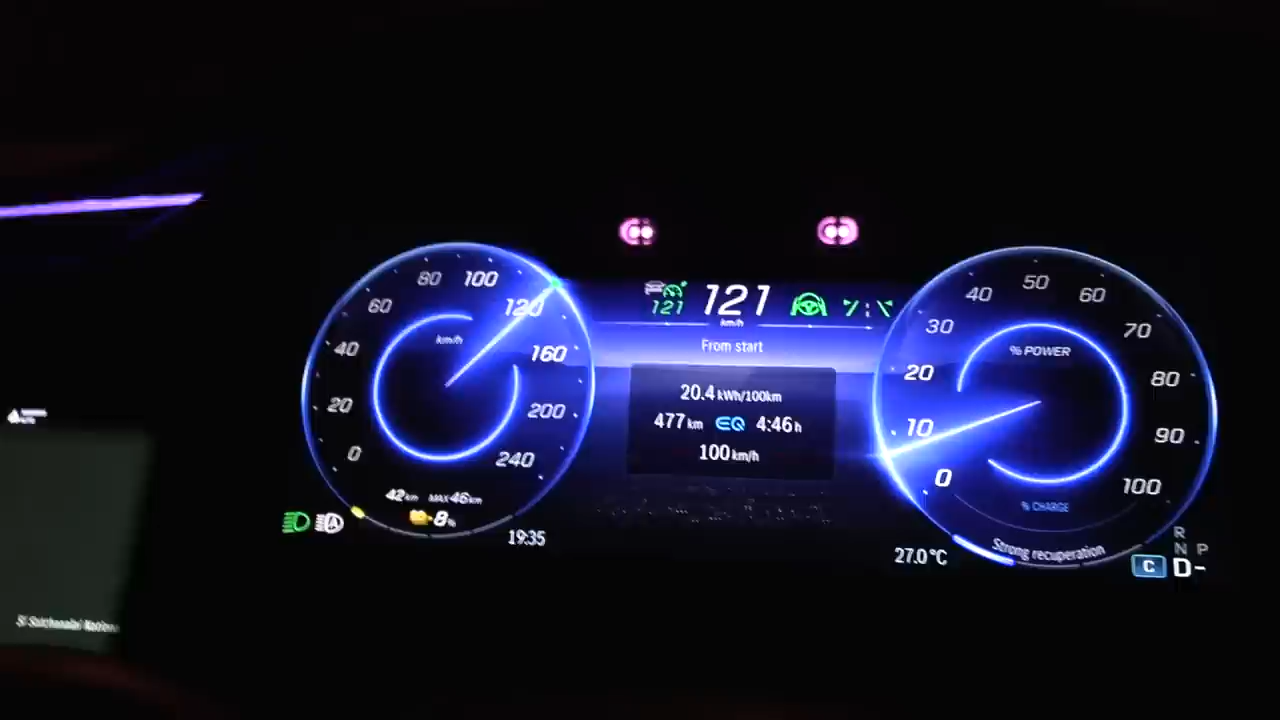 80 100
60 120
40 km/h 160
20 200
0 240
42 km MAX 46 km
8 %
19:35
121 121
km/h
From start
20.4 kWh/100km
477 km EQ 4:46 h
100 km/h
50
40 60
30 70
% POWER
20 80
10 90
0 100
% CHARGE
Strong recuperation
27.0 °C
R
N P
C D-